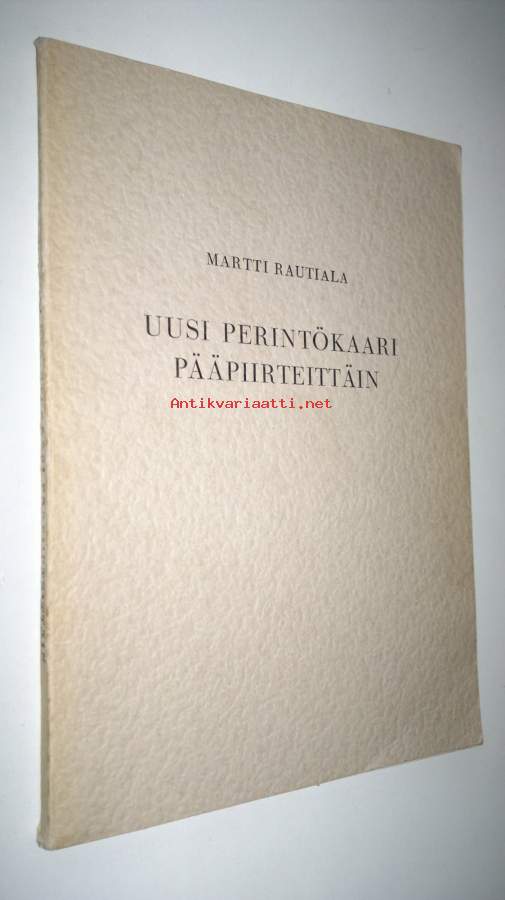 MARTTI RAUTIALA
UUSI PERINTÖKAARI
PÄÄPIIRTEITTÄIN
Antikvariaatti.net